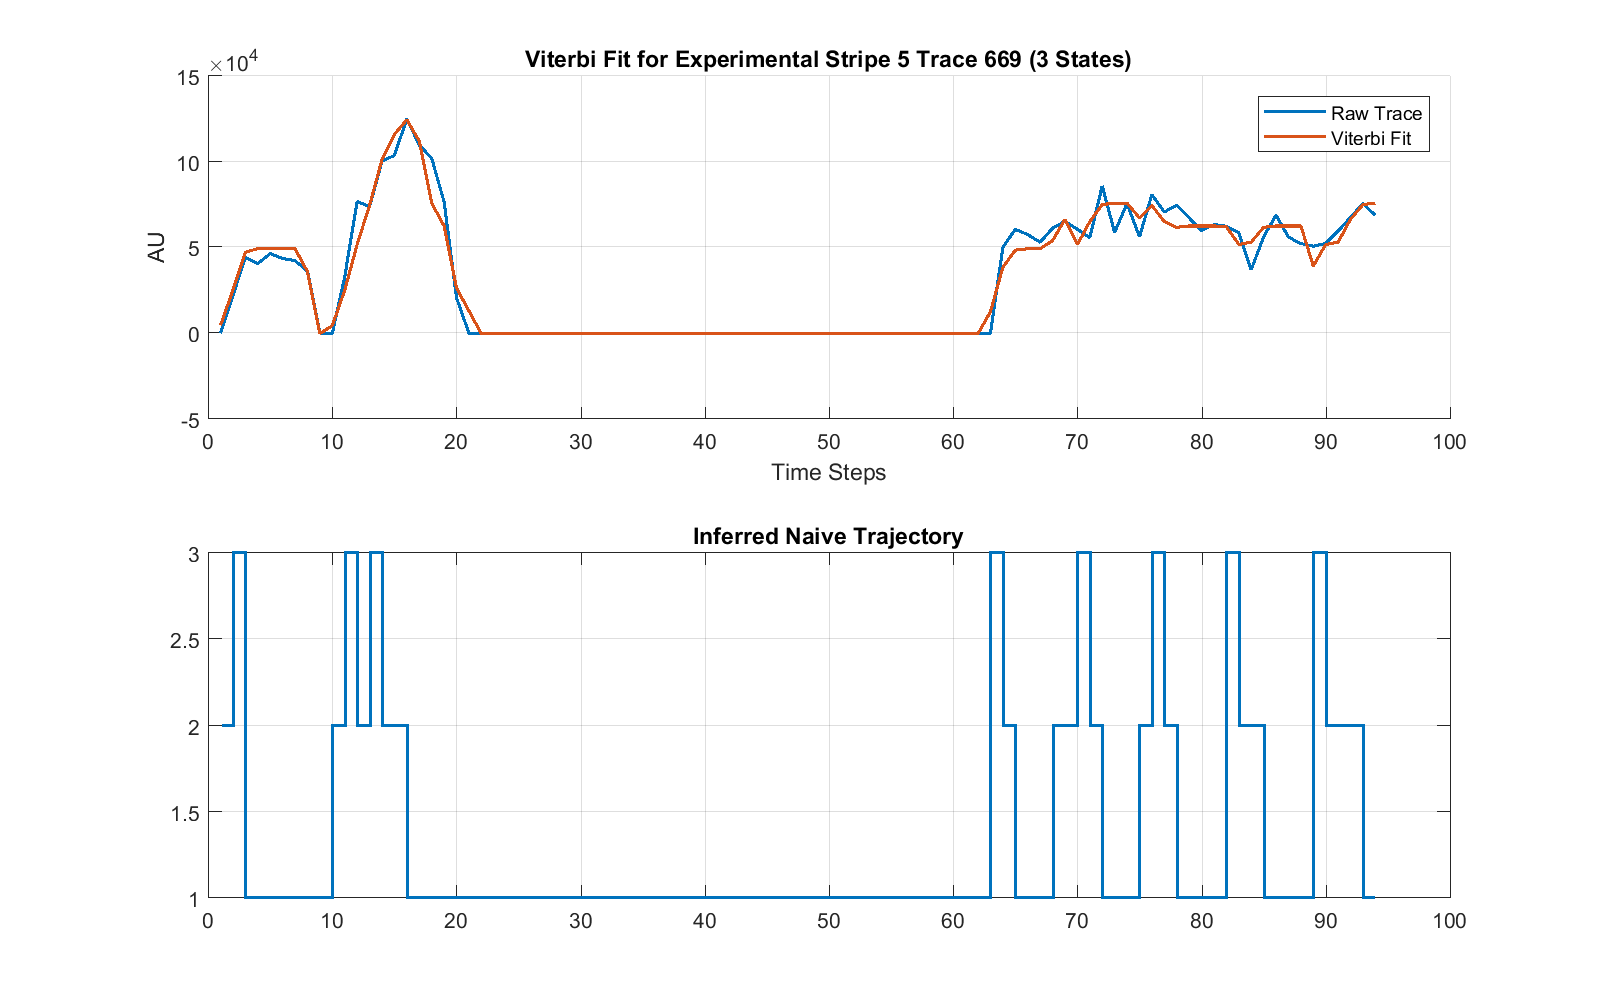 Viterbi Fit for Experimental Stripe 5 Trace 669 (3 States)
×10⁴
15
10
5
0
-5
AU
Raw Trace
Viterbi Fit
0 10 20 30 40 50 60 70 80 90 100
Time Steps
Inferred Naive Trajectory
3
2.5
2
1.5
1
0 10 20 30 40 50 60 70 80 90 100